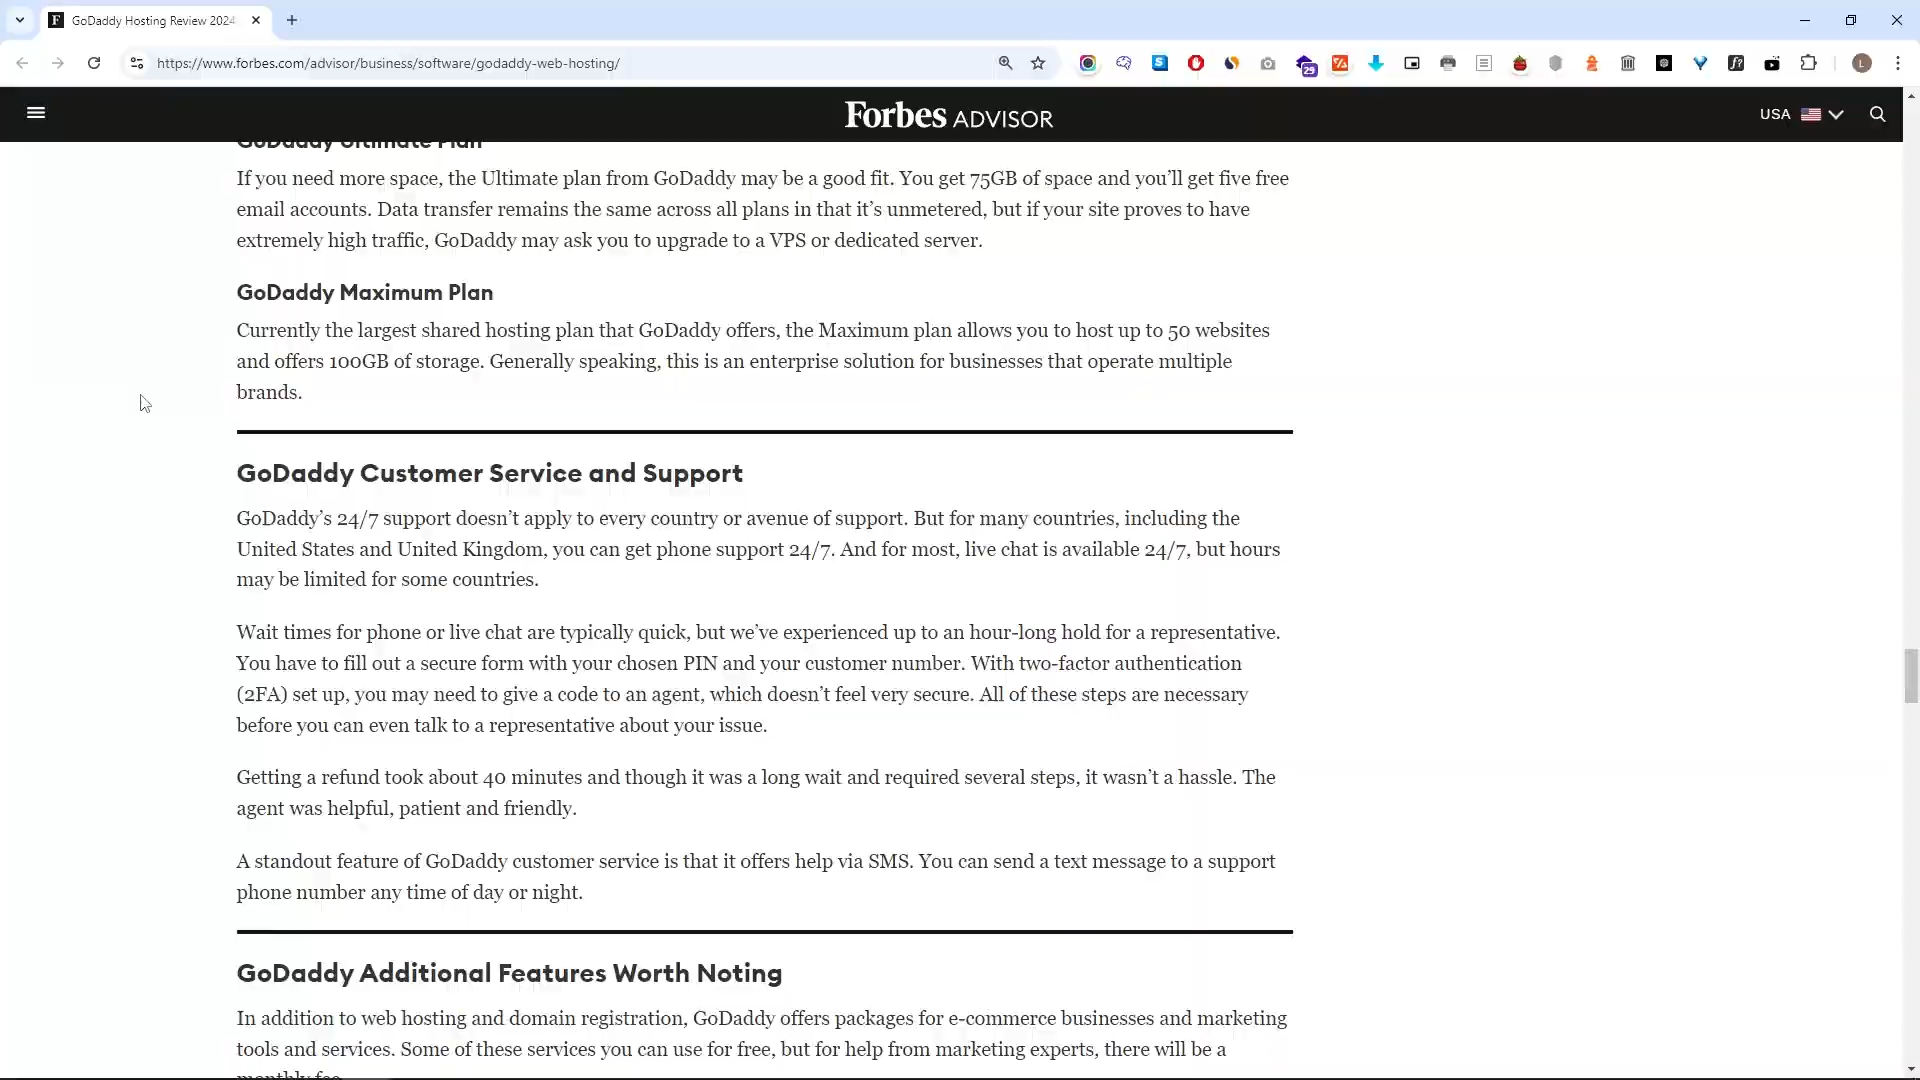 GoDaddy Hosting Review 2024
https://www.forbes.com/advisor/business/software/godaddy-web-hosting/
29
L
Forbes ADVISOR
USA
GoDaddy Ultimate Plan
If you need more space, the Ultimate plan from GoDaddy may be a good fit. You get 75GB of space and you’ll get five free
email accounts. Data transfer remains the same across all plans in that it’s unmetered, but if your site proves to have
extremely high traffic, GoDaddy may ask you to upgrade to a VPS or dedicated server.
GoDaddy Maximum Plan
Currently the largest shared hosting plan that GoDaddy offers, the Maximum plan allows you to host up to 50 websites
and offers 100GB of storage. Generally speaking, this is an enterprise solution for businesses that operate multiple
brands.
GoDaddy Customer Service and Support
GoDaddy’s 24/7 support doesn’t apply to every country or avenue of support. But for many countries, including the
United States and United Kingdom, you can get phone support 24/7. And for most, live chat is available 24/7, but hours
may be limited for some countries.
Wait times for phone or live chat are typically quick, but we’ve experienced up to an hour-long hold for a representative.
You have to fill out a secure form with your chosen PIN and your customer number. With two-factor authentication
(2FA) set up, you may need to give a code to an agent, which doesn’t feel very secure. All of these steps are necessary
before you can even talk to a representative about your issue.
Getting a refund took about 40 minutes and though it was a long wait and required several steps, it wasn’t a hassle. The
agent was helpful, patient and friendly.
A standout feature of GoDaddy customer service is that it offers help via SMS. You can send a text message to a support
phone number any time of day or night.
GoDaddy Additional Features Worth Noting
In addition to web hosting and domain registration, GoDaddy offers packages for e-commerce businesses and marketing
tools and services. Some of these services you can use for free, but for help from marketing experts, there will be a
monthly fee.